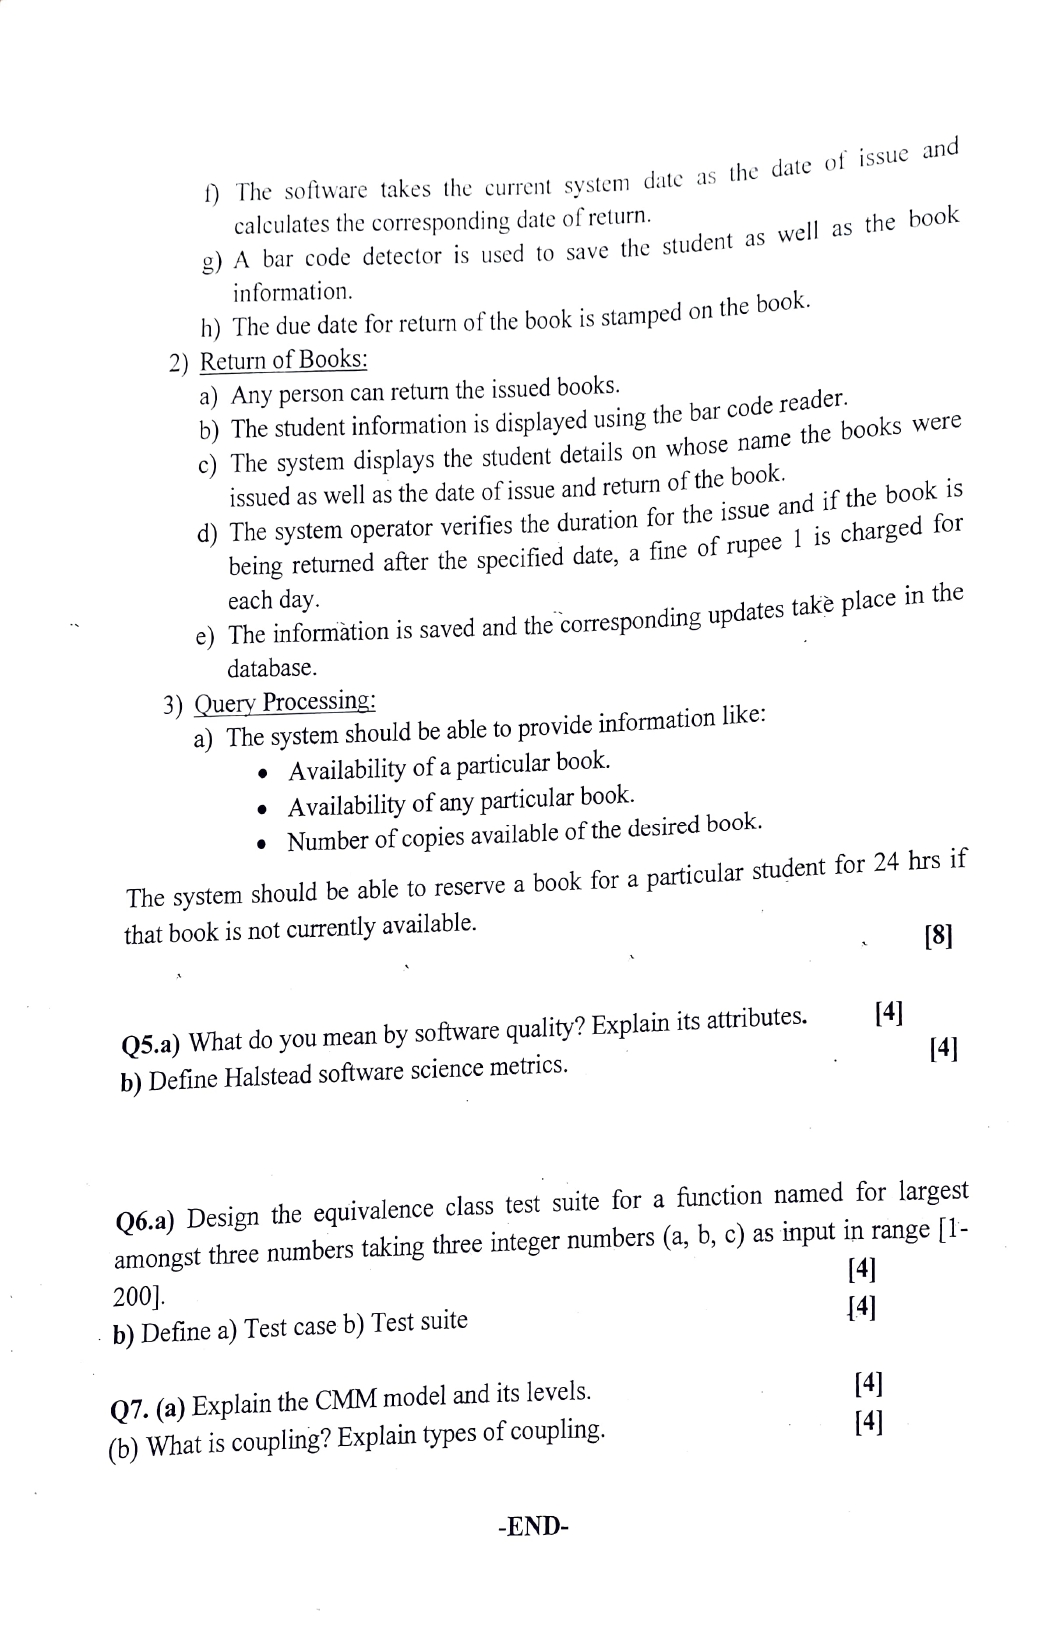 f) The software takes the current system date as the date of issue and
calculates the corresponding date of return.
g) A bar code detector is used to save the student as well as the book
information.
h) The due date for return of the book is stamped on the book.
2) Return of Books:
a) Any person can return the issued books.
b) The student information is displayed using the bar code reader.
c) The system displays the student details on whose name the books were
issued as well as the date of issue and return of the book.
d) The system operator verifies the duration for the issue and if the book is
being returned after the specified date, a fine of rupee 1 is charged for
each day.
e) The information is saved and the corresponding updates take place in the
database.
3) Query Processing:
a) The system should be able to provide information like:
• Availability of a particular book.
• Availability of any particular book.
• Number of copies available of the desired book.
The system should be able to reserve a book for a particular student for 24 hrs if
that book is not currently available.
[8]
Q5.a) What do you mean by software quality? Explain its attributes. [4]
b) Define Halstead software science metrics. [4]
Q6.a) Design the equivalence class test suite for a function named for largest
amongst three numbers taking three integer numbers (a, b, c) as input in range [1-
200]. [4]
b) Define a) Test case b) Test suite [4]
Q7. (a) Explain the CMM model and its levels. [4]
(b) What is coupling? Explain types of coupling. [4]
-END-